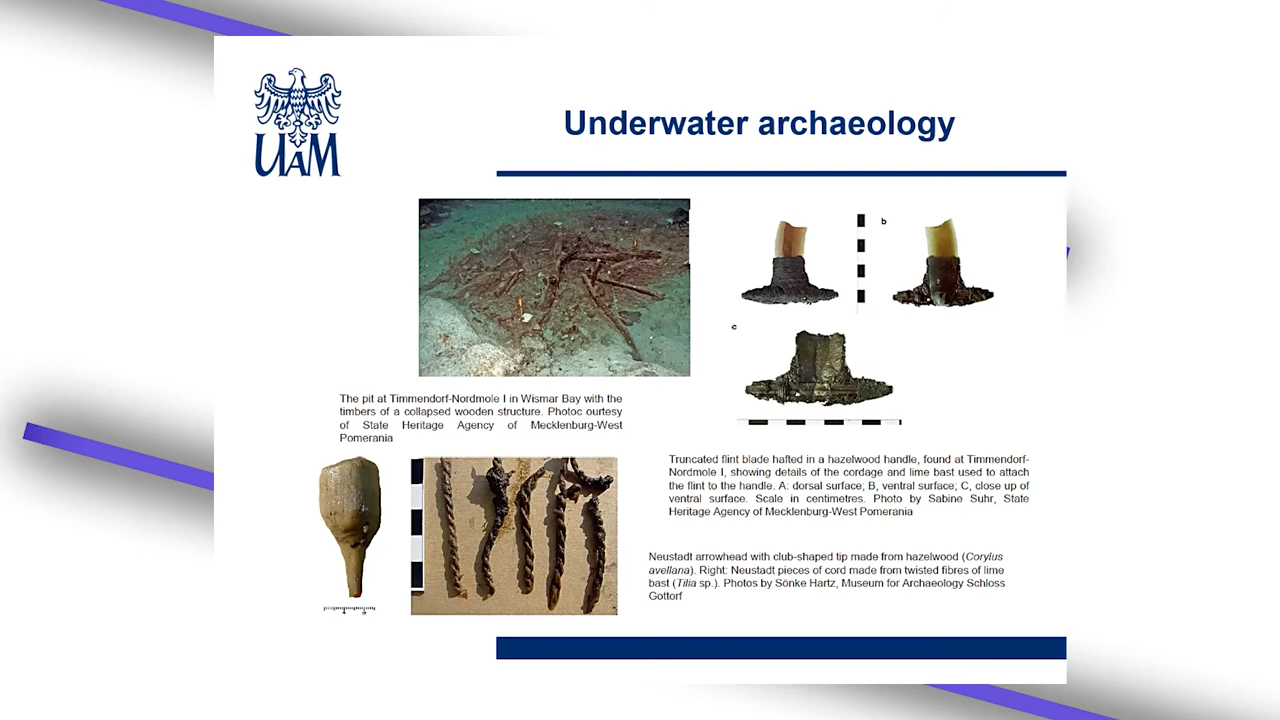 UAM
Underwater archaeology
b
c
The pit at Timmendorf-Nordmole I in Wismar Bay with the
timbers of a collapsed wooden structure. Photoc ourtesy
of State Heritage Agency of Mecklenburg-West
Pomerania
Truncated flint blade hafted in a hazelwood handle, found at Timmendorf-
Nordmole I, showing details of the cordage and lime bast used to attach
the flint to the handle. A: dorsal surface; B, ventral surface; C, close up of
ventral surface. Scale in centimetres. Photo by Sabine Suhr, State
Heritage Agency of Mecklenburg-West Pomerania
Neustadt arrowhead with club-shaped tip made from hazelwood (Corylus
avellana). Right: Neustadt pieces of cord made from twisted fibres of lime
bast (Tilia sp.). Photos by Sönke Hartz, Museum for Archaeology Schloss
Gottorf